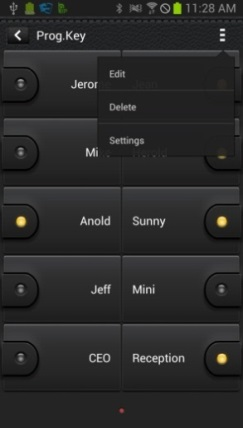 11:28 AM
Prog.Key
Edit
Delete
Settings
Anold Sunny
Jeff Mini
CEO Reception